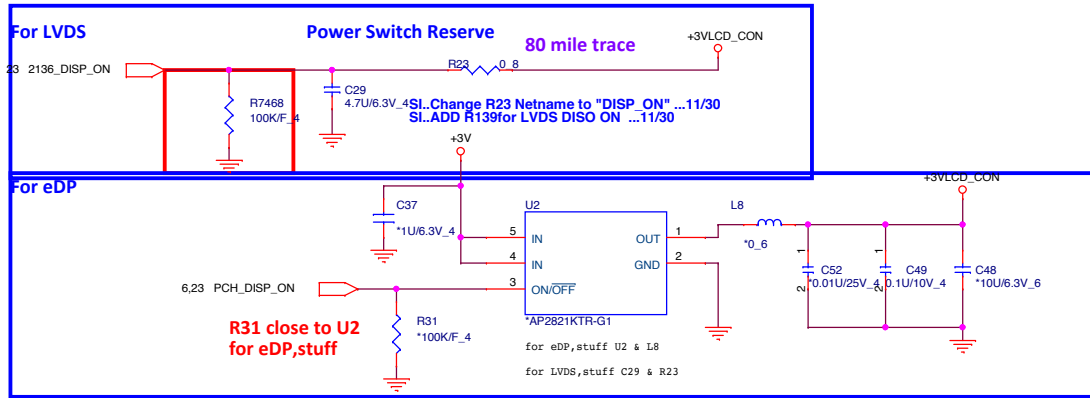 For LVDS
Power Switch Reserve
80 mile trace
+3VLCD_CON
23 2136_DISP_ON
R23
0_8
R7468
100K/F_4
C29
4.7U/6.3V_4
SI..Change R23 Netname to "DISP_ON" ...11/30
SI..ADD R139for LVDS DISO ON ...11/30
+3V
For eDP
+3VLCD_CON
C37
*1U/6.3V_4
U2
L8
*0_6
5
IN
OUT
1
4
IN
GND
2
3
ON/OFF
6,23 PCH_DISP_ON
*AP2821KTR-G1
R31
*100K/F_4
R31 close to U2
for eDP,stuff
for eDP,stuff U2 & L8
for LVDS,stuff C29 & R23
1
2
C52
*0.01U/25V_4
1
2
C49
0.1U/10V_4
C48
*10U/6.3V_6